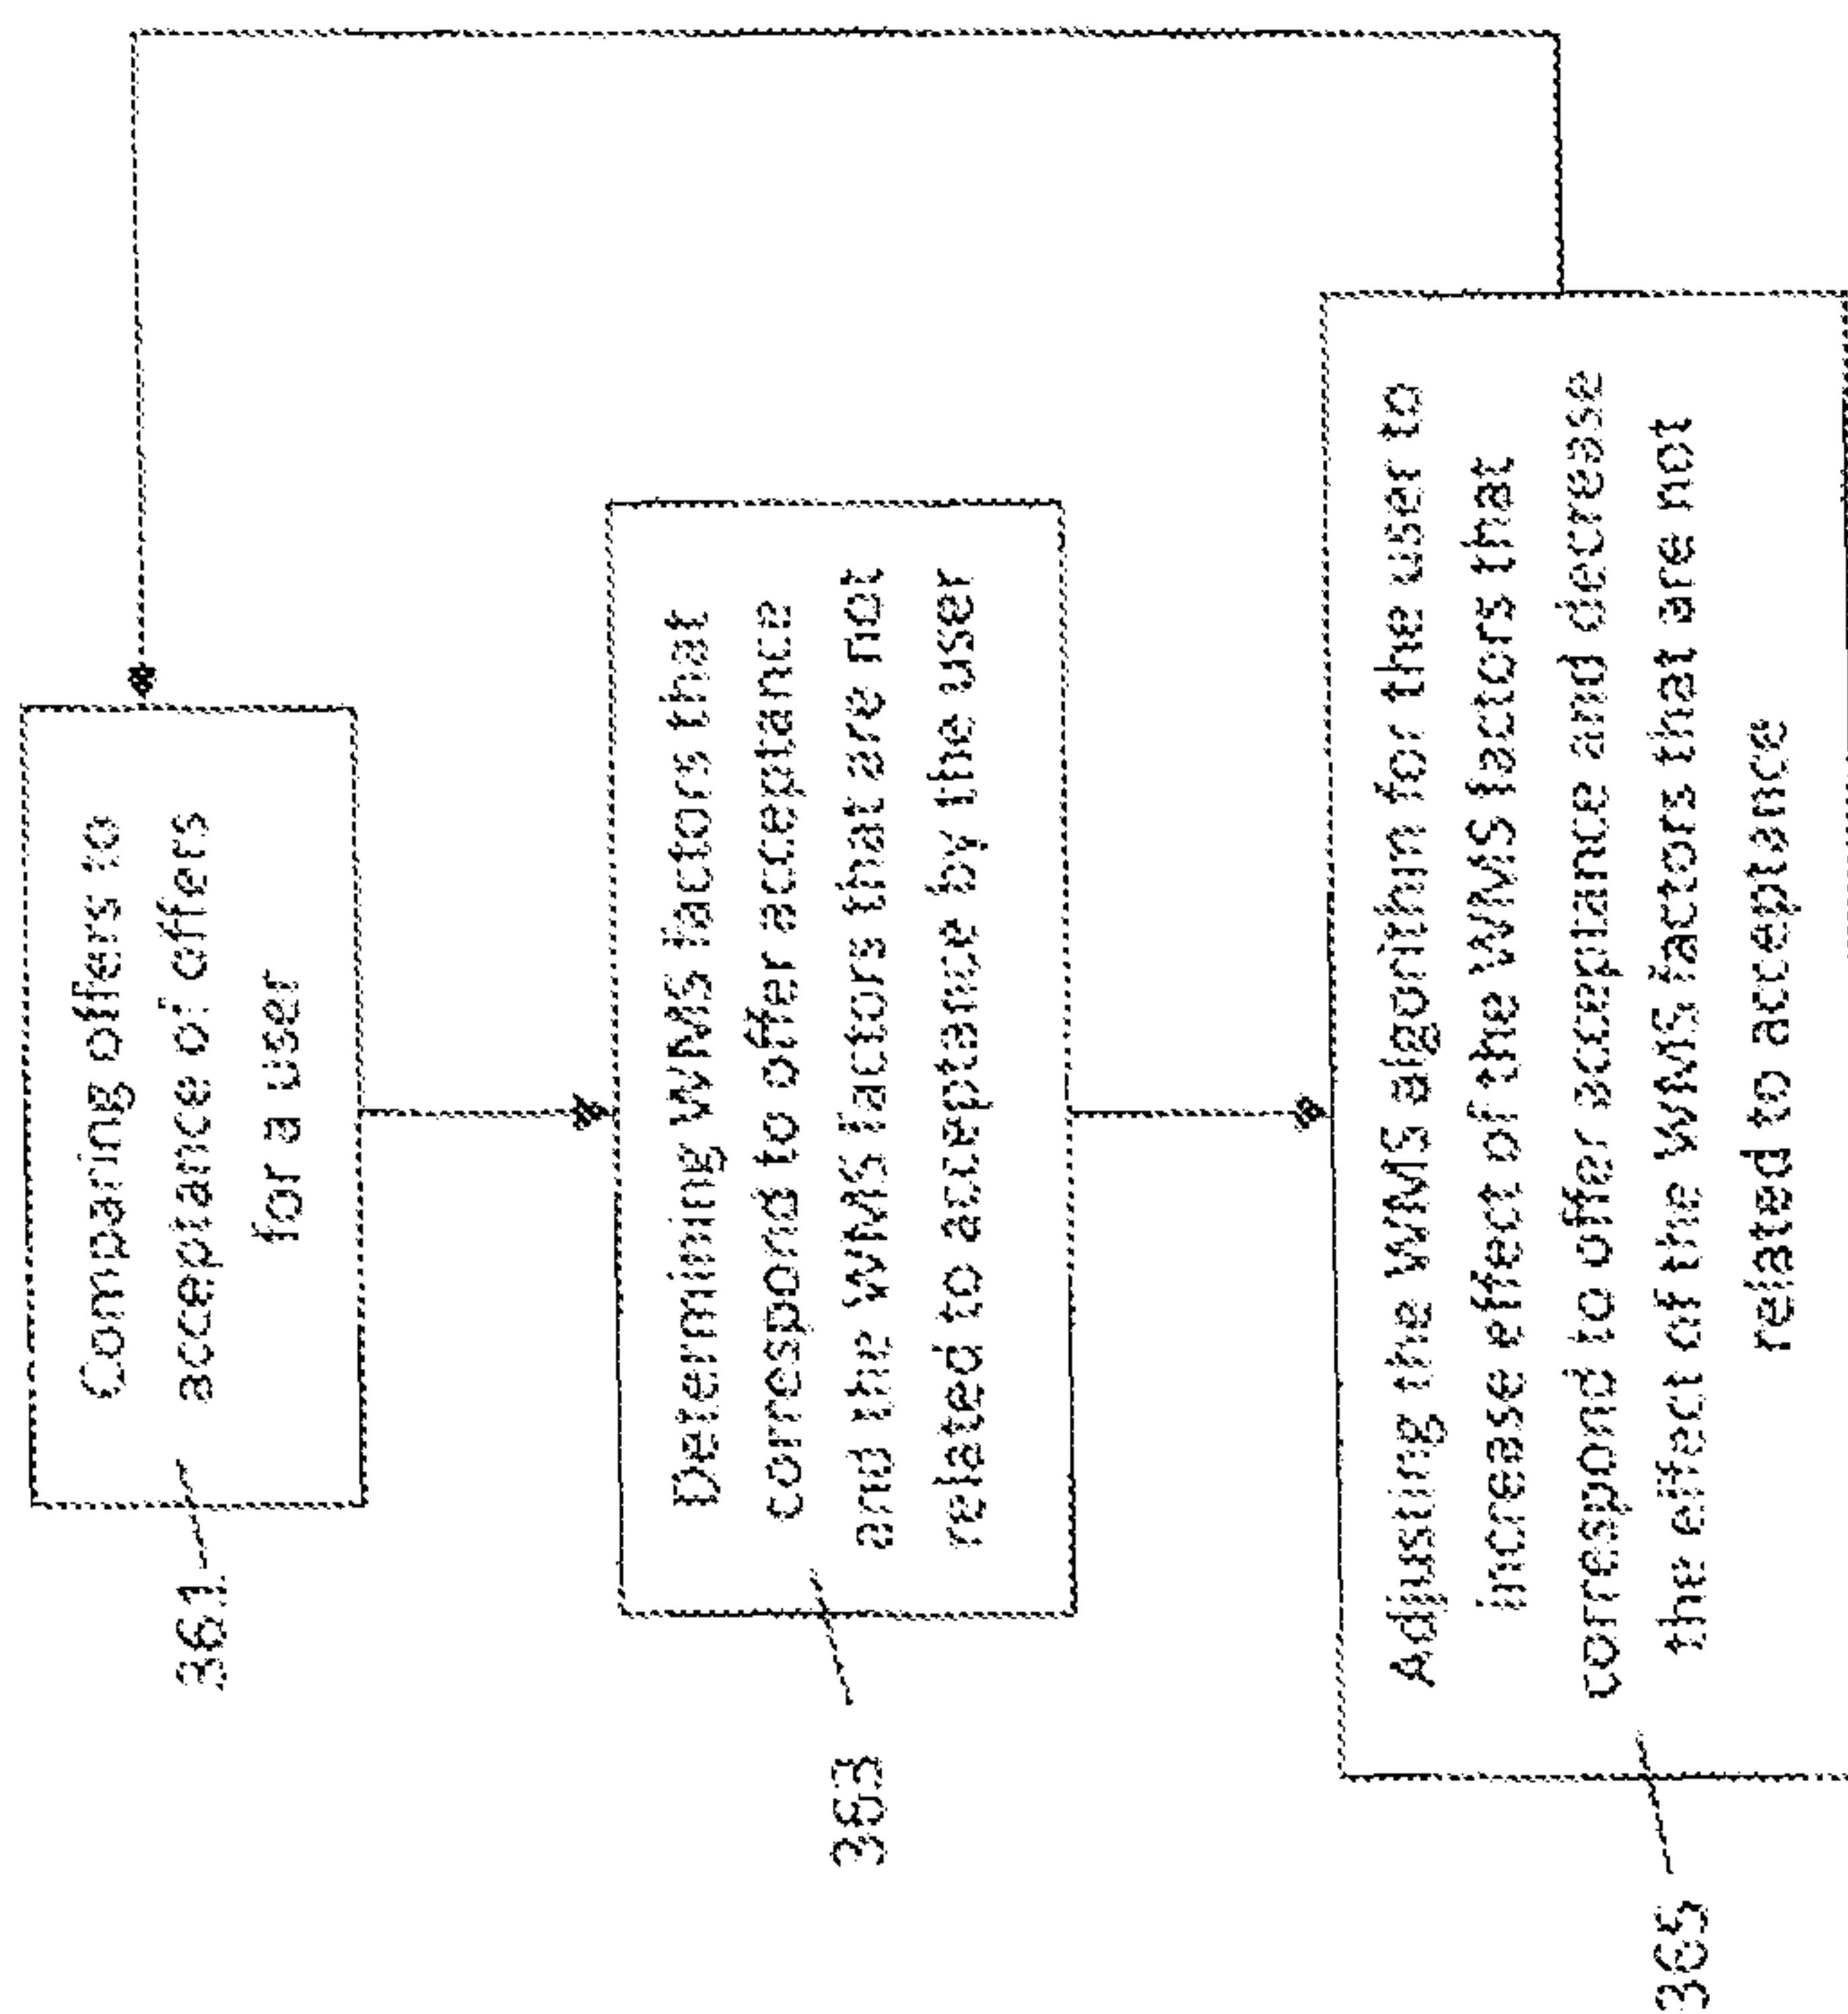 361
Comparing offers to
acceptance of offers
for a user
363
Determining WMS factors that
correspond to offer acceptance
and the WMS factors that are not
related to acceptance by the user
365
Adjusting the WMS algorithm for the user to
increase effect of the WMS factors that
correspond to offer acceptance and decrease
the effect of the WMS factors that are not
related to acceptance